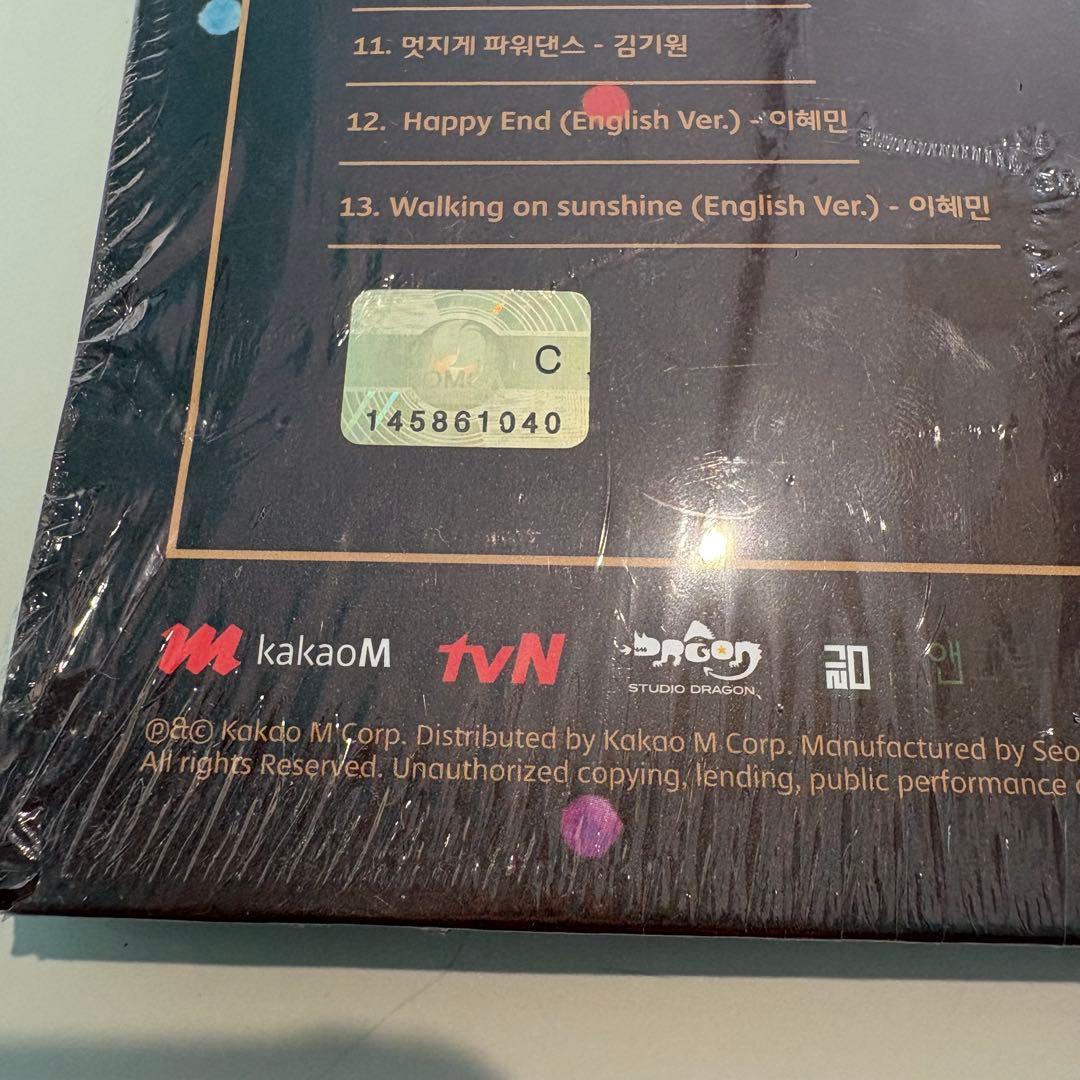 11. 멋지게 파워댄스 - 김기원
12. Happy End (English Ver.) - 이혜민
13. Walking on sunshine (English Ver.) - 이혜민
C
145861040
kakaoM tvN DRAGON
STUDIO DRAGON
℗&© Kakao M Corp. Distributed by Kakao M Corp. Manufactured by Seo
All rights Reserved. Unauthorized copying, lending, public performance